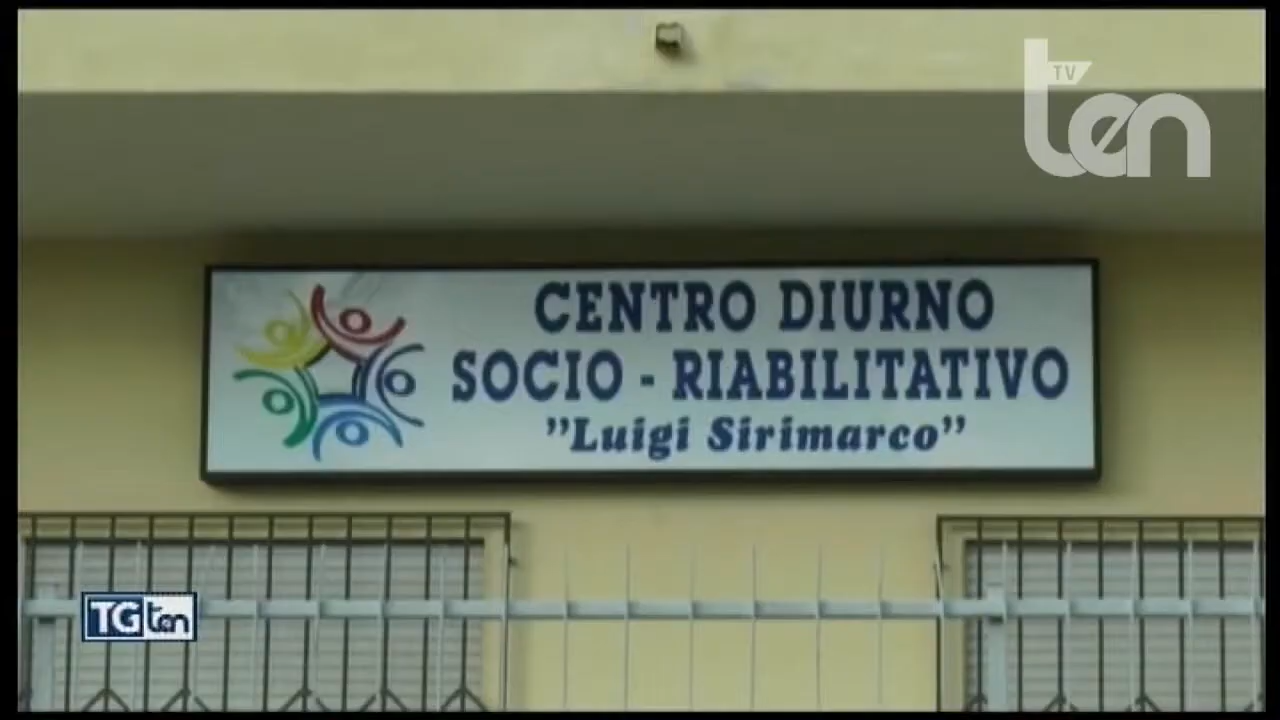 TV
ten
CENTRO DIURNO
SOCIO - RIABILITATIVO
"Luigi Sirimarco"
TG ten